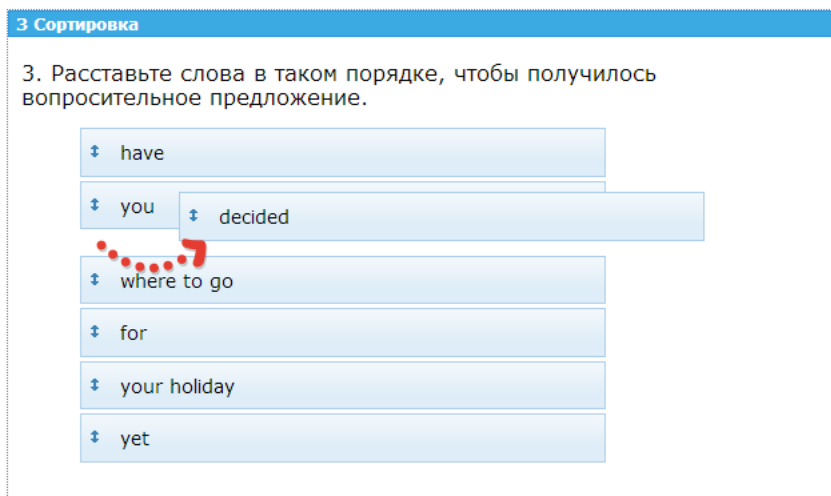 3 Сортировка
3. Расставьте слова в таком порядке, чтобы получилось
вопросительное предложение.
have
you
decided
where to go
for
your holiday
yet